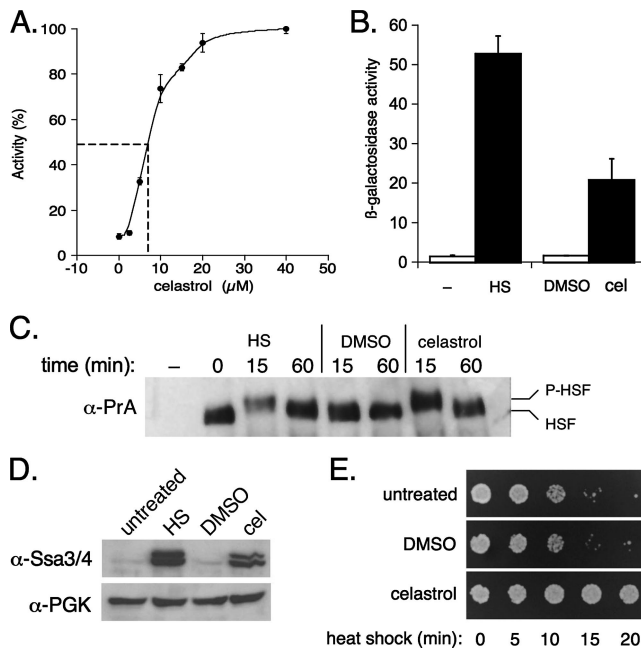 A.
100
80
60
40
20
0
Activity (%)
-10 0 10 20 30 40 50
celastrol (µM)
B.
60
50
40
30
20
10
0
ß-galactosidase activity
– HS DMSO cel
C.
HS DMSO celastrol
time (min): – 0 15 60 15 60 15 60
α-PrA
P-HSF
HSF
D.
untreated HS DMSO cel
α-Ssa3/4
α-PGK
E.
untreated
DMSO
celastrol
heat shock (min): 0 5 10 15 20